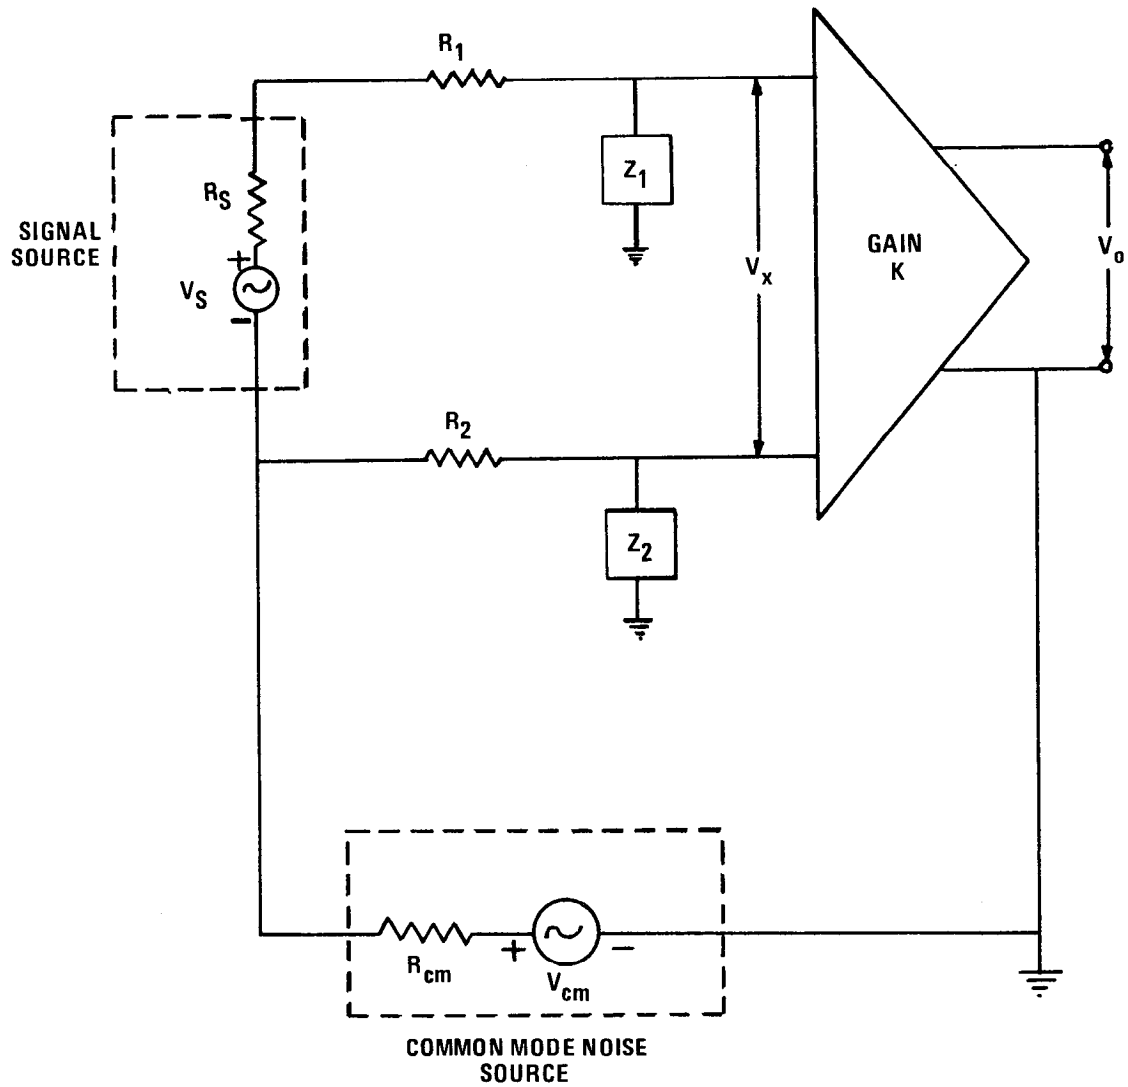 R1
SIGNAL
SOURCE
RS
+
VS
−
Z1
Vx
GAIN
K
Vo
R2
Z2
Rcm
+
Vcm
−
COMMON MODE NOISE
SOURCE